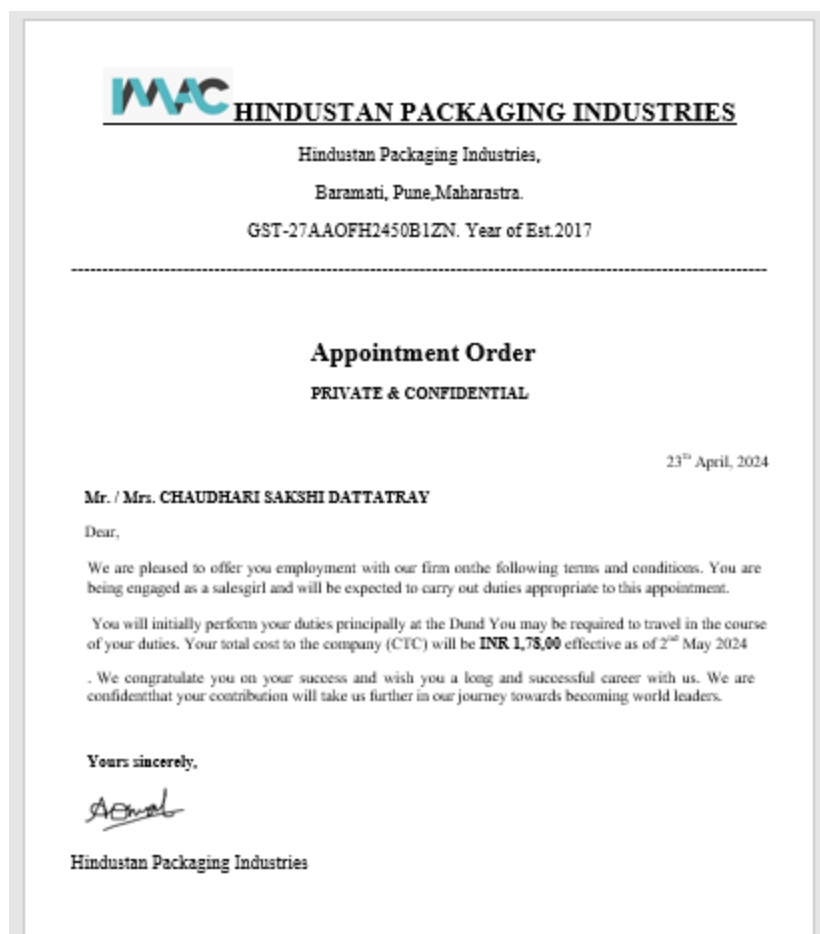 IMAC HINDUSTAN PACKAGING INDUSTRIES
Hindustan Packaging Industries,
Baramati, Pune,Maharastra.
GST-27AAOFH2450B1ZN. Year of Est.2017
Appointment Order
PRIVATE & CONFIDENTIAL
23Th April, 2024
Mr. / Mrs. CHAUDHARI SAKSHI DATTATRAY
Dear,
We are pleased to offer you employment with our firm onthe following terms and conditions. You are
being engaged as a salesgirl and will be expected to carry out duties appropriate to this appointment.
You will initially perform your duties principally at the Dund You may be required to travel in the course
of your duties. Your total cost to the company (CTC) will be INR 1,78,00 effective as of 2nd May 2024
. We congratulate you on your success and wish you a long and successful career with us. We are
confidentthat your contribution will take us further in our journey towards becoming world leaders.
Yours sincerely,
Hindustan Packaging Industries